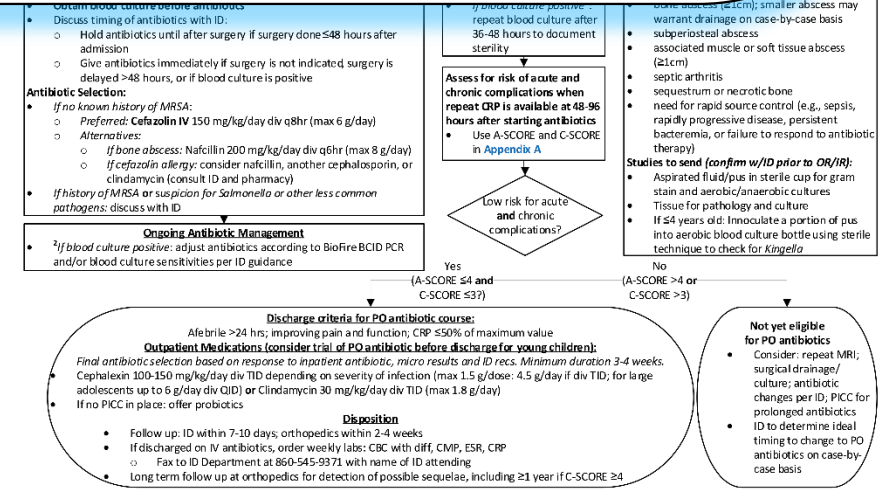 Obtain blood culture before antibiotics
• Discuss timing of antibiotics with ID:
o Hold antibiotics until after surgery if surgery done≤48 hours after
admission
o Give antibiotics immediately if surgery is not indicated, surgery is
delayed >48 hours, or if blood culture is positive
Antibiotic Selection:
• If no known history of MRSA:
o Preferred: Cefazolin IV 150 mg/kg/day div q8hr (max 6 g/day)
o Alternatives:
o If bone abscess: Nafcillin 200 mg/kg/day div q6hr (max 8 g/day)
o If cefazolin allergy: consider nafcillin, another cephalosporin, or
clindamycin (consult ID and pharmacy)
• If history of MRSA or suspicion for Salmonella or other less common
pathogens: discuss with ID
Ongoing Antibiotic Management
• ²If blood culture positive: adjust antibiotics according to BioFire BCID PCR
and/or blood culture sensitivities per ID guidance
If blood culture positive²:
repeat blood culture after
36-48 hours to document
sterility
Assess for risk of acute and
chronic complications when
repeat CRP is available at 48-96
hours after starting antibiotics
• Use A-SCORE and C-SCORE
in Appendix A
Low risk for acute
and chronic
complications?
bone abscess (≥1cm); smaller abscess may
warrant drainage on case-by-case basis
• subperiosteal abscess
• associated muscle or soft tissue abscess
(≥1cm)
• septic arthritis
• sequestrum or necrotic bone
• need for rapid source control (e.g., sepsis,
rapidly progressive disease, persistent
bacteremia, or failure to respond to antibiotic
therapy)
Studies to send (confirm w/ID prior to OR/IR):
• Aspirated fluid/pus in sterile cup for gram
stain and aerobic/anaerobic cultures
• Tissue for pathology and culture
• If ≤4 years old: Innoculate a portion of pus
into aerobic blood culture bottle using sterile
technique to check for Kingella
Yes
(A-SCORE ≤4 and
C-SCORE ≤3?)
No
(A-SCORE >4 or
C-SCORE >3)
Discharge criteria for PO antibiotic course:
Afebrile >24 hrs; improving pain and function; CRP ≤50% of maximum value
Outpatient Medications (consider trial of PO antibiotic before discharge for young children):
Final antibiotic selection based on response to inpatient antibiotic, micro results and ID recs. Minimum duration 3-4 weeks.
• Cephalexin 100-150 mg/kg/day div TID depending on severity of infection (max 1.5 g/dose: 4.5 g/day if div TID; for large
adolescents up to 6 g/day div QID) or Clindamycin 30 mg/kg/day div TID (max 1.8 g/day)
• If no PICC in place: offer probiotics
Disposition
• Follow up: ID within 7-10 days; orthopedics within 2-4 weeks
• If discharged on IV antibiotics, order weekly labs: CBC with diff, CMP, ESR, CRP
o Fax to ID Department at 860-545-9371 with name of ID attending
• Long term follow up at orthopedics for detection of possible sequelae, including ≥1 year if C-SCORE ≥4
Not yet eligible
for PO antibiotics
• Consider: repeat MRI;
surgical drainage/
culture; antibiotic
changes per ID; PICC for
prolonged antibiotics
• ID to determine ideal
timing to change to PO
antibiotics on case-by-
case basis